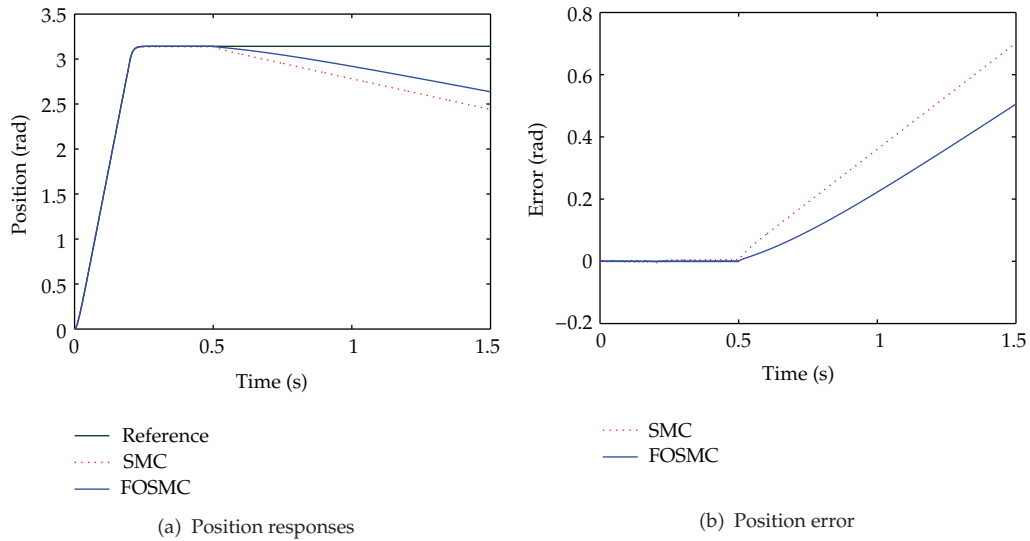 3.5
3
2.5
2
1.5
1
0.5
0
Position (rad)
0 0.5 1 1.5
Time (s)
Reference
SMC
FOSMC
(a) Position responses
0.8
0.6
0.4
0.2
0
−0.2
Error (rad)
0 0.5 1 1.5
Time (s)
SMC
FOSMC
(b) Position error